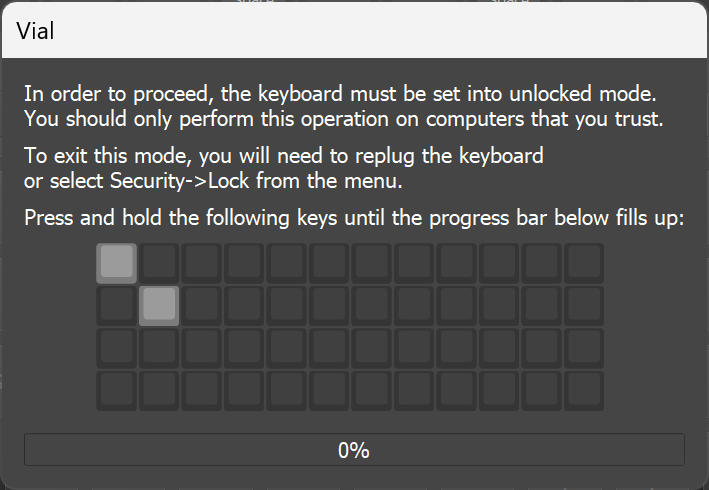 Vial
In order to proceed, the keyboard must be set into unlocked mode.
You should only perform this operation on computers that you trust.
To exit this mode, you will need to replug the keyboard
or select Security->Lock from the menu.
Press and hold the following keys until the progress bar below fills up:
0%